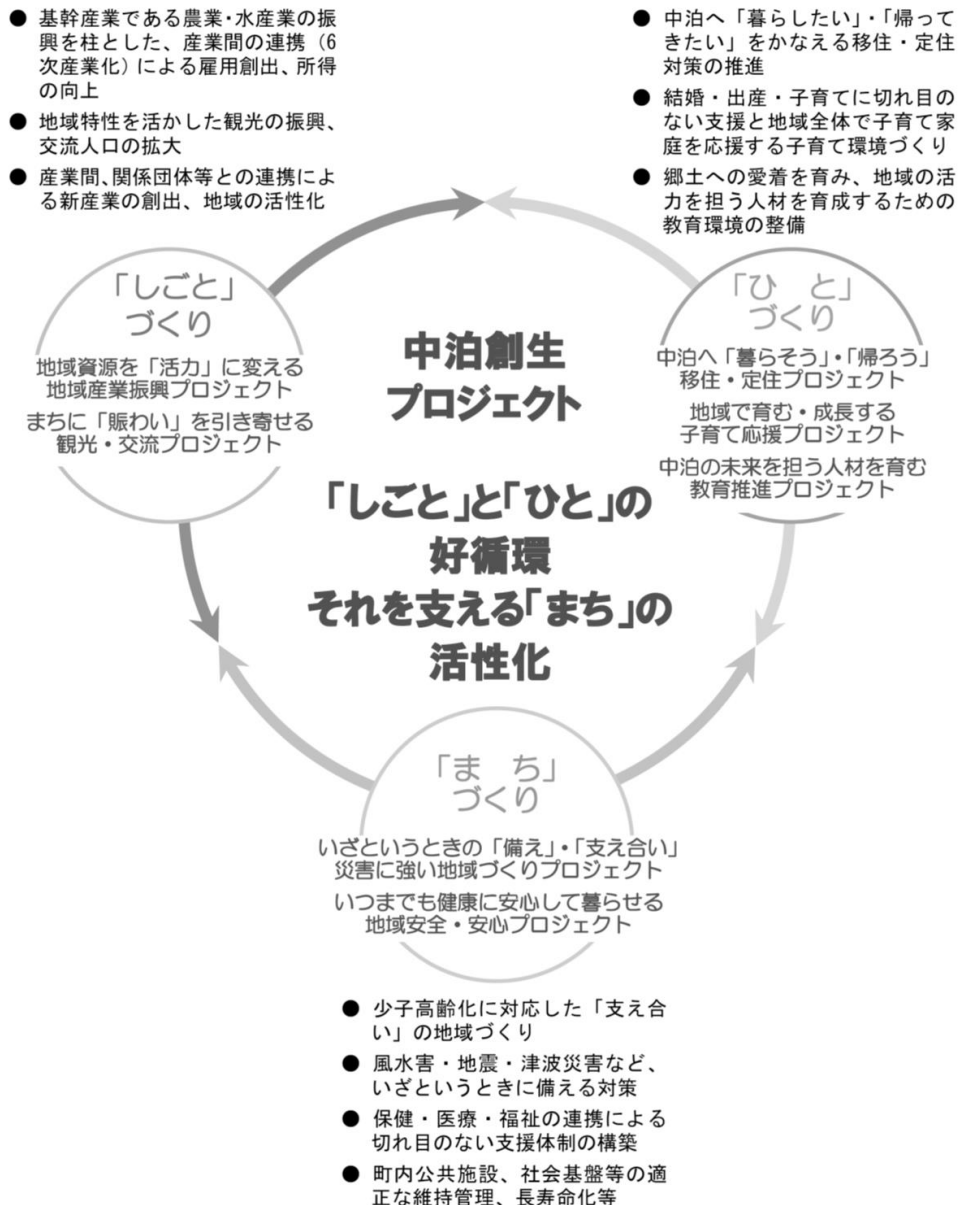 ● 基幹産業である農業・水産業の振
興を柱とした、産業間の連携（6
次産業化）による雇用創出、所得
の向上
● 地域特性を活かした観光の振興、
交流人口の拡大
● 産業間、関係団体等との連携によ
る新産業の創出、地域の活性化
● 中泊へ「暮らしたい」・「帰って
きたい」をかなえる移住・定住
対策の推進
● 結婚・出産・子育てに切れ目の
ない支援と地域全体で子育て家
庭を応援する子育て環境づくり
● 郷土への愛着を育み、地域の活
力を担う人材を育成するための
教育環境の整備
「しごと」
づくり
地域資源を「活力」に変える
地域産業振興プロジェクト
まちに「賑わい」を引き寄せる
観光・交流プロジェクト
中泊創生
プロジェクト
「しごと」と「ひと」の
好循環
それを支える「まち」の
活性化
「ひ　と」
づくり
中泊へ「暮らそう」・「帰ろう」
移住・定住プロジェクト
地域で育む・成長する
子育て応援プロジェクト
中泊の未来を担う人材を育む
教育推進プロジェクト
「ま　ち」
づくり
いざというときの「備え」・「支え合い」
災害に強い地域づくりプロジェクト
いつまでも健康に安心して暮らせる
地域安全・安心プロジェクト
● 少子高齢化に対応した「支え合
い」の地域づくり
● 風水害・地震・津波災害など、
いざというときに備える対策
● 保健・医療・福祉の連携による
切れ目のない支援体制の構築
● 町内公共施設、社会基盤等の適
正な維持管理、長寿命化等